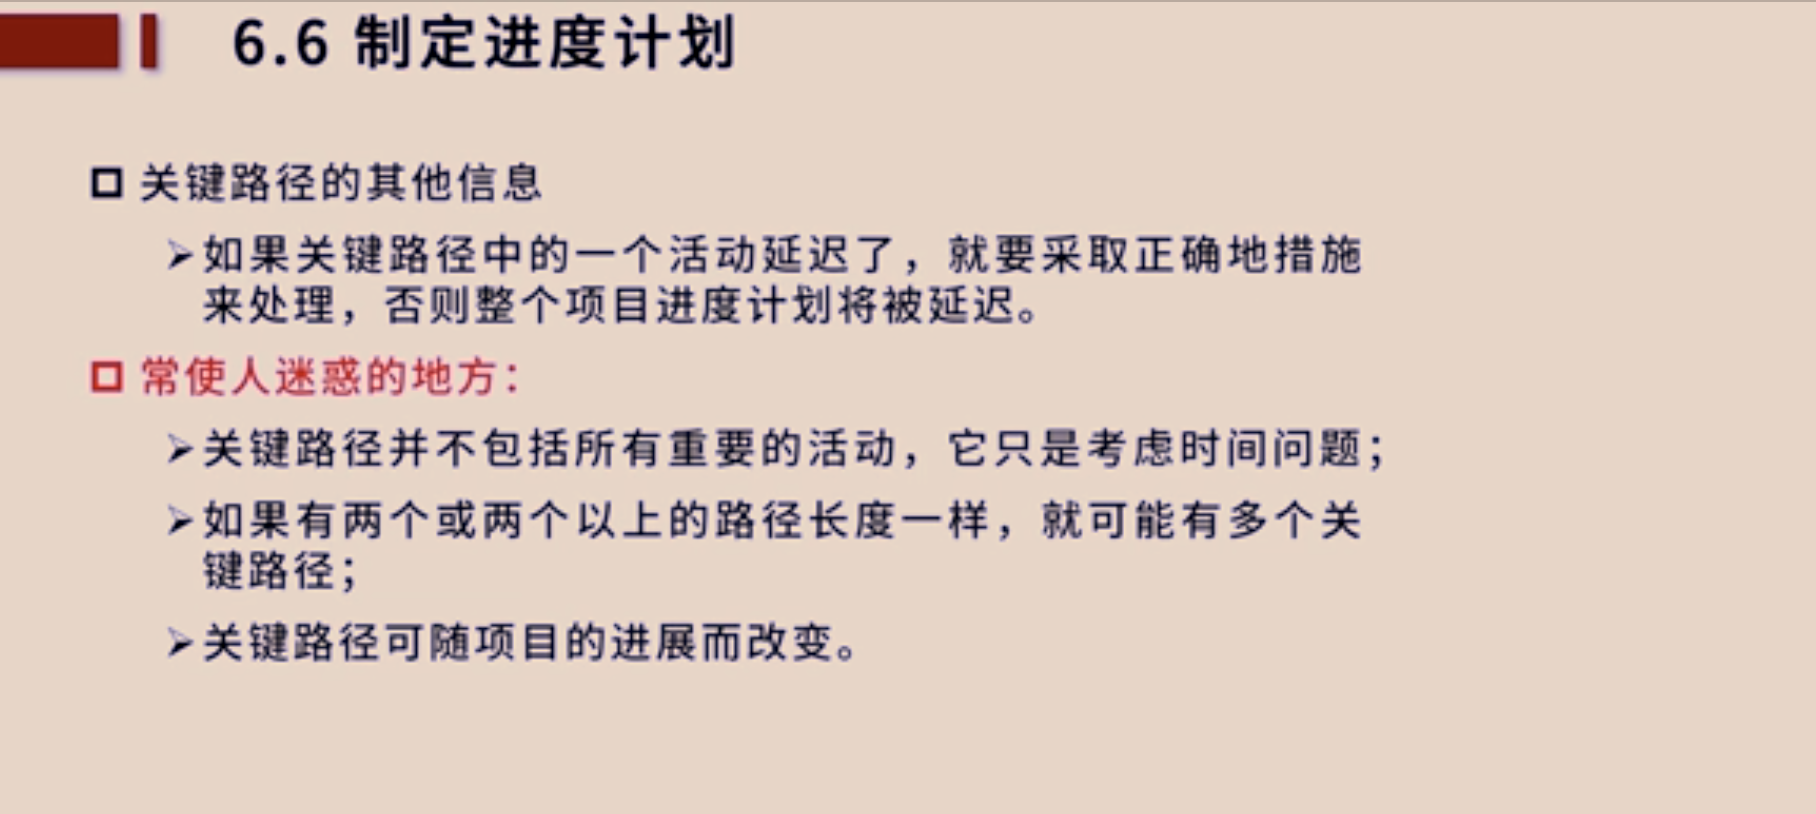 6.6 制定进度计划
关键路径的其他信息
如果关键路径中的一个活动延迟了，就要采取正确地措施
来处理，否则整个项目进度计划将被延迟。
常使人迷惑的地方：
关键路径并不包括所有重要的活动，它只是考虑时间问题；
如果有两个或两个以上的路径长度一样，就可能有多个关
键路径；
关键路径可随项目的进展而改变。